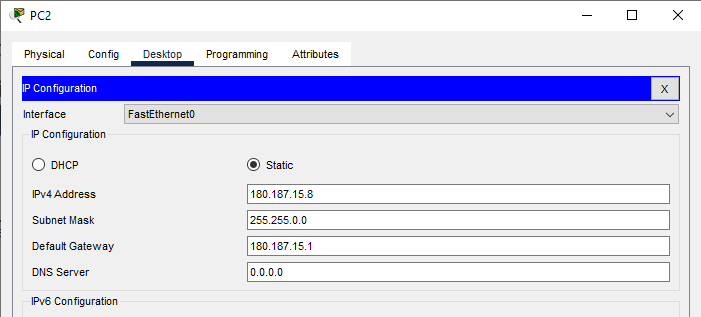 PC2
Physical Config Desktop Programming Attributes
IP Configuration X
Interface FastEthernet0
IP Configuration
DHCP Static
IPv4 Address 180.187.15.8
Subnet Mask 255.255.0.0
Default Gateway 180.187.15.1
DNS Server 0.0.0.0
IPv6 Configuration